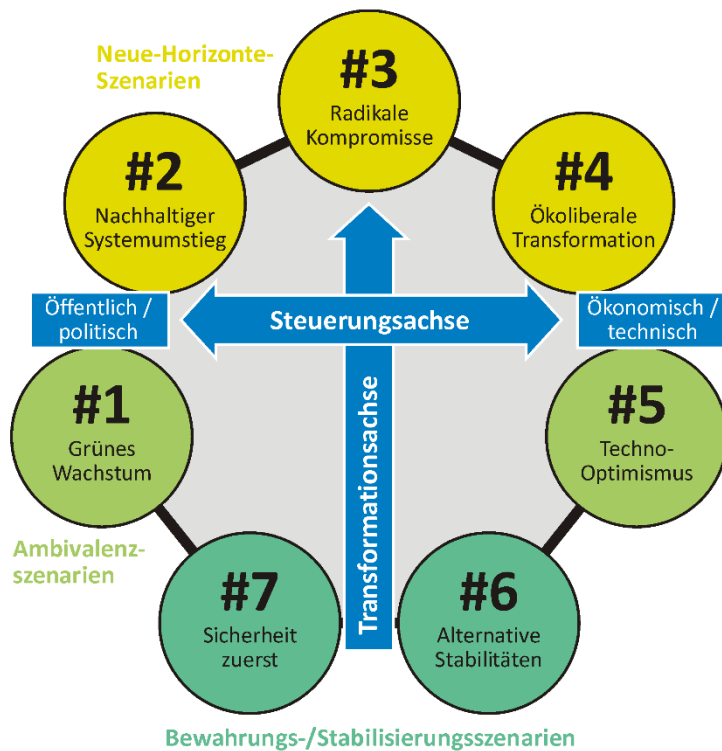 Neue-Horizonte-
Szenarien
#3
Radikale
Kompromisse
#2
Nachhaltiger
Systemumstieg
#4
Ökoliberale
Transformation
Öffentlich /
politisch
Steuerungsachse
Ökonomisch /
technisch
#1
Grünes
Wachstum
Transformationsachse
#5
Techno-
Optimismus
Ambivalenz-
szenarien
#7
Sicherheit
zuerst
#6
Alternative
Stabilitäten
Bewahrungs-/Stabilisierungsszenarien